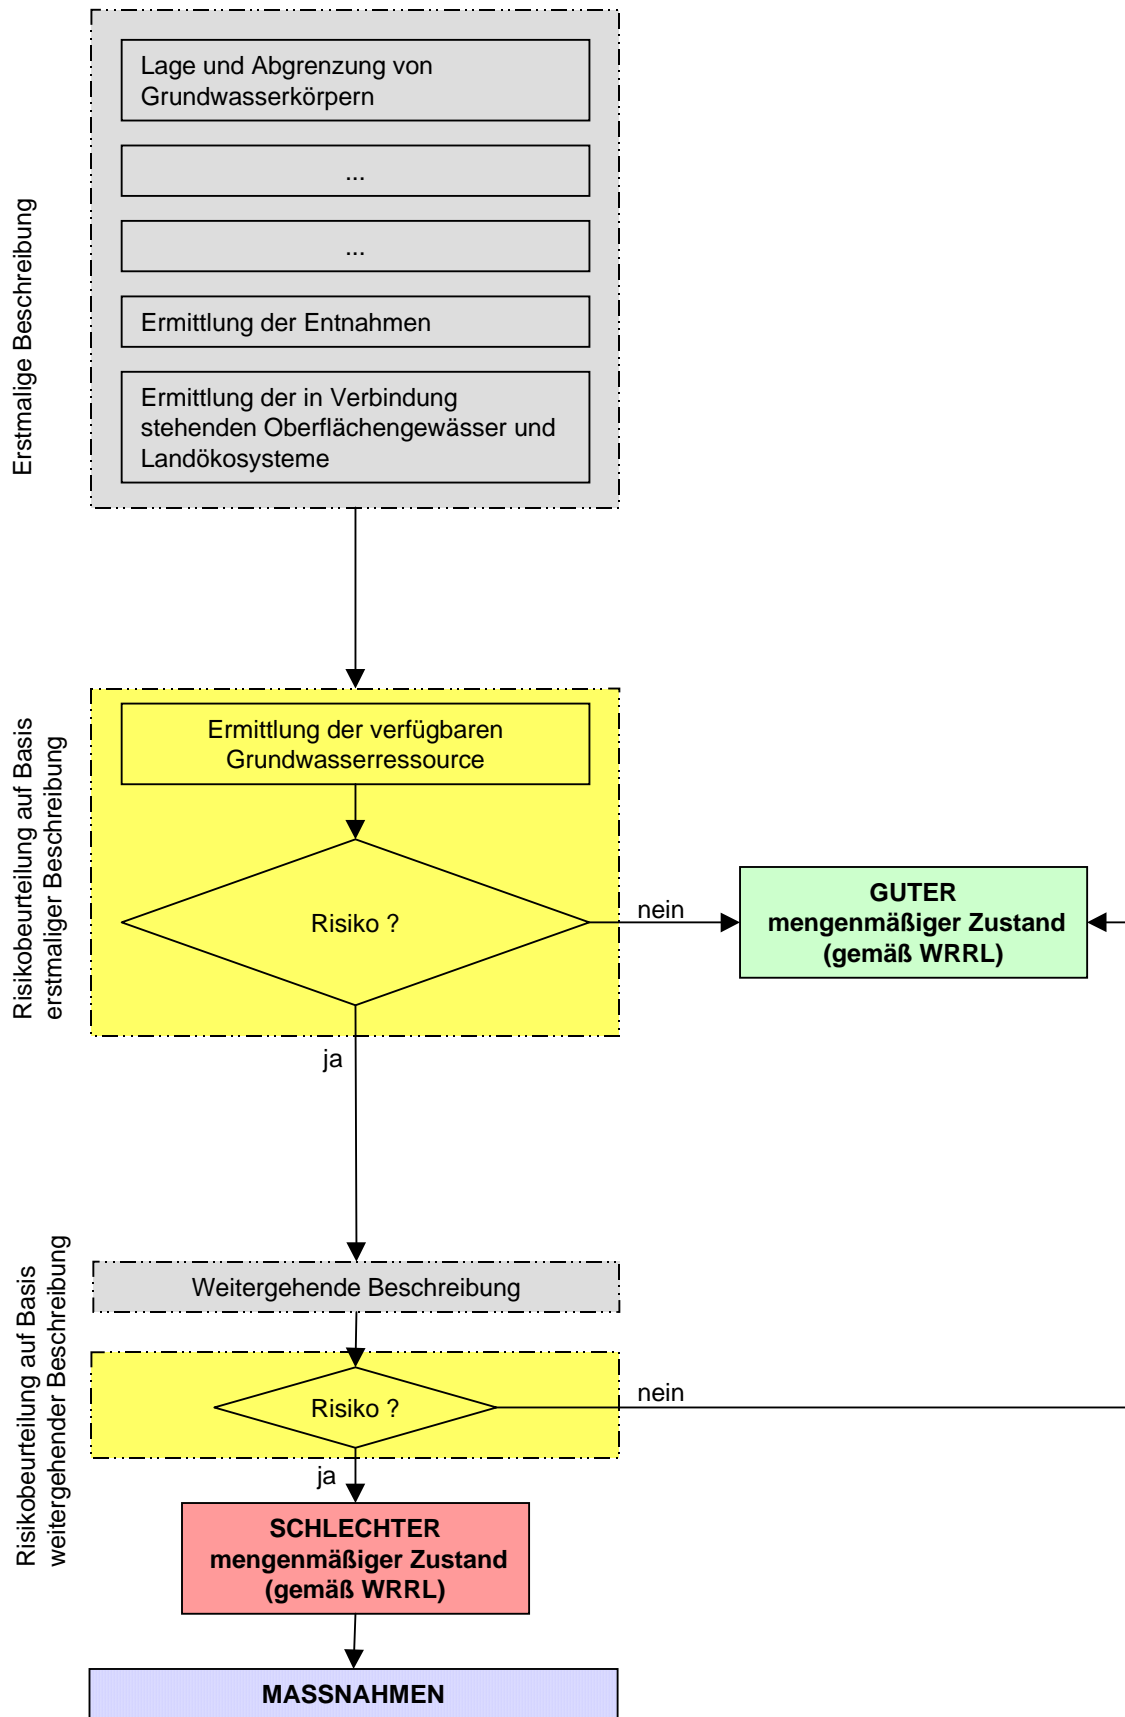 Erstmalige Beschreibung
Lage und Abgrenzung von
Grundwasserkörpern
...
...
Ermittlung der Entnahmen
Ermittlung der in Verbindung
stehenden Oberflächengewässer und
Landökosysteme
Risikobeurteilung auf Basis
erstmaliger Beschreibung
Ermittlung der verfügbaren
Grundwasserressource
Risiko ?
nein
GUTER
mengenmäßiger Zustand
(gemäß WRRL)
ja
Risikobeurteilung auf Basis
weitergehender Beschreibung
Weitergehende Beschreibung
Risiko ?
nein
ja
SCHLECHTER
mengenmäßiger Zustand
(gemäß WRRL)
MASSNAHMEN